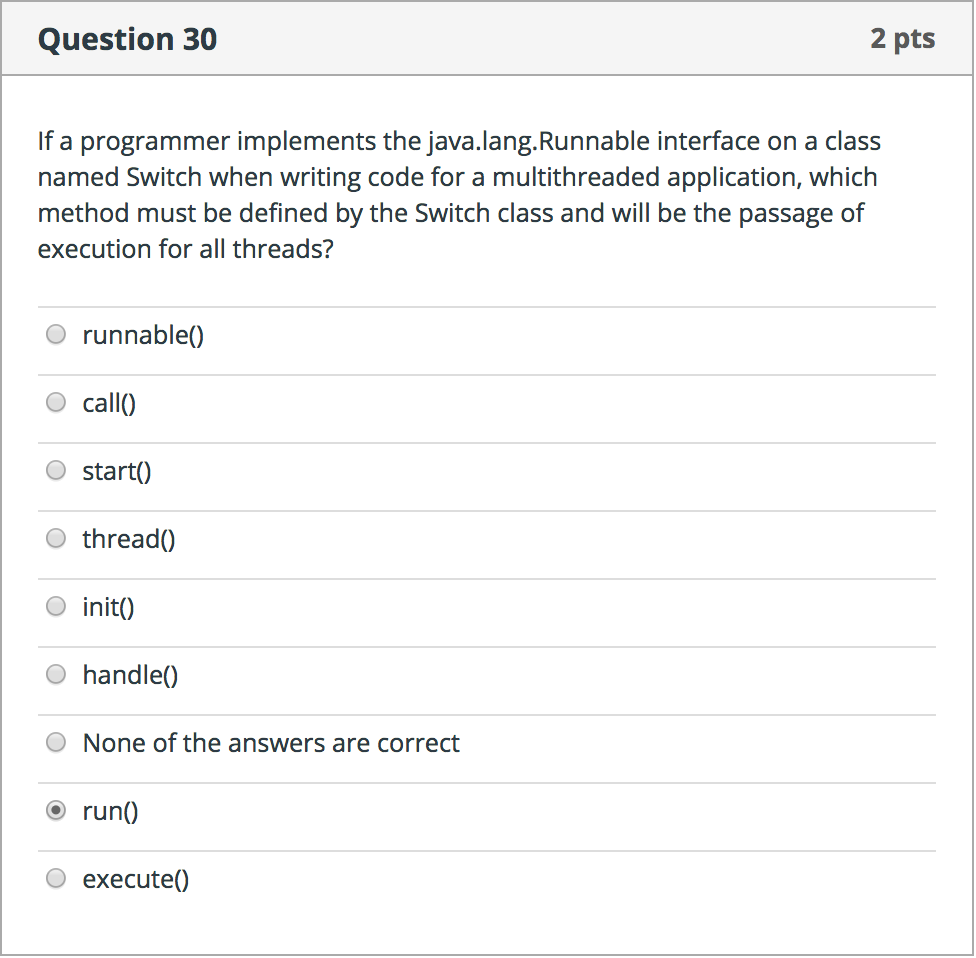 Question 30
2 pts
If a programmer implements the java.lang.Runnable interface on a class
named Switch when writing code for a multithreaded application, which
method must be defined by the Switch class and will be the passage of
execution for all threads?
runnable()
call()
start()
thread()
init()
handle()
None of the answers are correct
run()
execute()